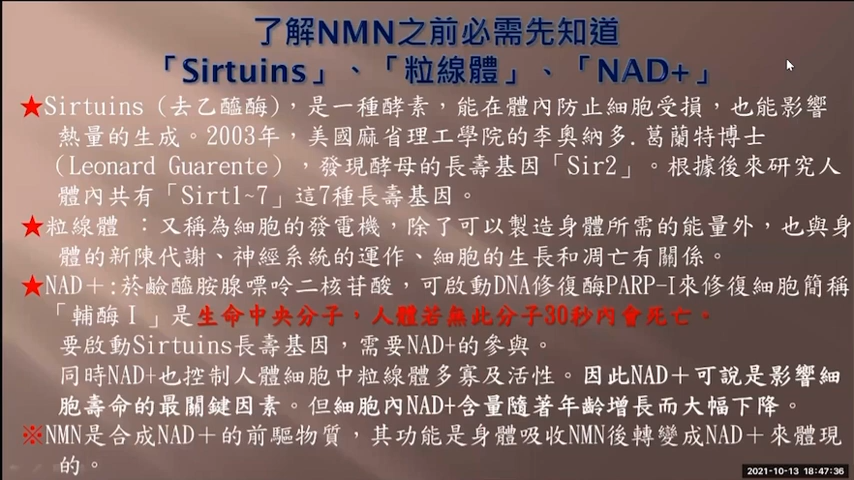 了解NMN之前必需先知道
「Sirtuins」、「粒線體」、「NAD+」
★Sirtuins (去乙醯酶)，是一種酵素，能在體內防止細胞受損，也能影響
熱量的生成。2003年，美國麻省理工學院的李奧納多.葛蘭特博士
(Leonard Guarente) ，發現酵母的長壽基因「Sir2」。根據後來研究人
體內共有「Sirt1~7」這7種長壽基因。
★粒線體 ：又稱為細胞的發電機，除了可以製造身體所需的能量外，也與身
體的新陳代謝、神經系統的運作、細胞的生長和凋亡有關係。
★NAD＋:菸鹼醯胺腺嘌呤二核苷酸，可啟動DNA修復酶PARP-I來修復細胞簡稱
「輔酶Ⅰ」是生命中央分子，人體若無此分子30秒內會死亡。
要啟動Sirtuins長壽基因，需要NAD+的參與。
同時NAD+也控制人體細胞中粒線體多寡及活性。因此NAD＋可說是影響細
胞壽命的最關鍵因素。但細胞內NAD+含量隨著年齡增長而大幅下降。
※NMN是合成NAD＋的前驅物質，其功能是身體吸收NMN後轉變成NAD＋來體現
的。
2021-10-13 18:47:36